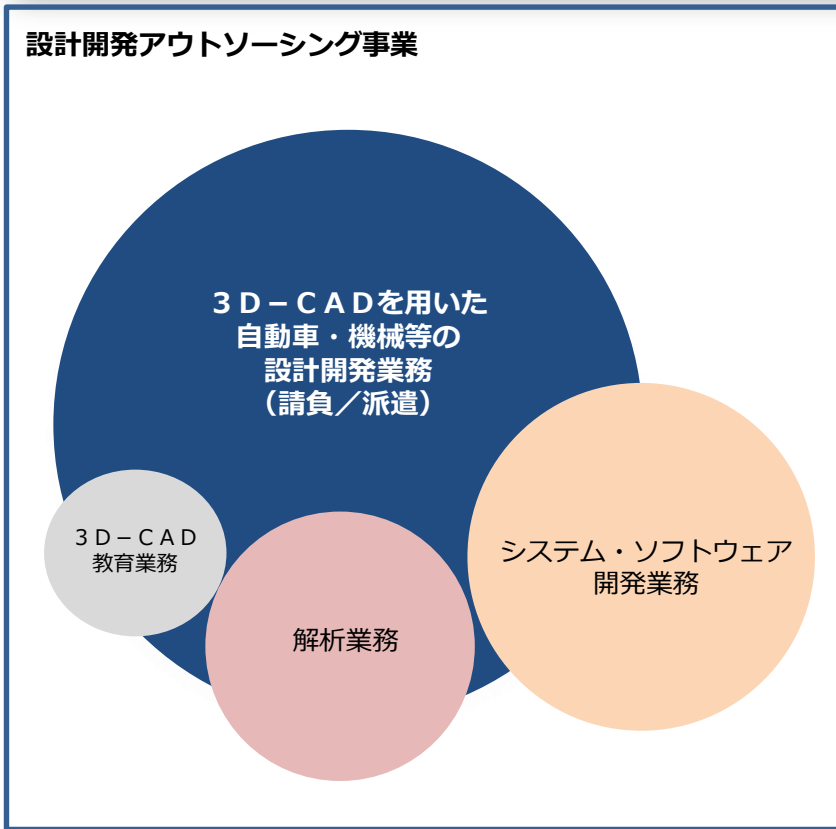 設計開発アウトソーシング事業
３Ｄ－ＣＡＤを用いた
自動車・機械等の
設計開発業務
（請負／派遣）
３Ｄ－ＣＡＤ
教育業務
システム・ソフトウェア
開発業務
解析業務